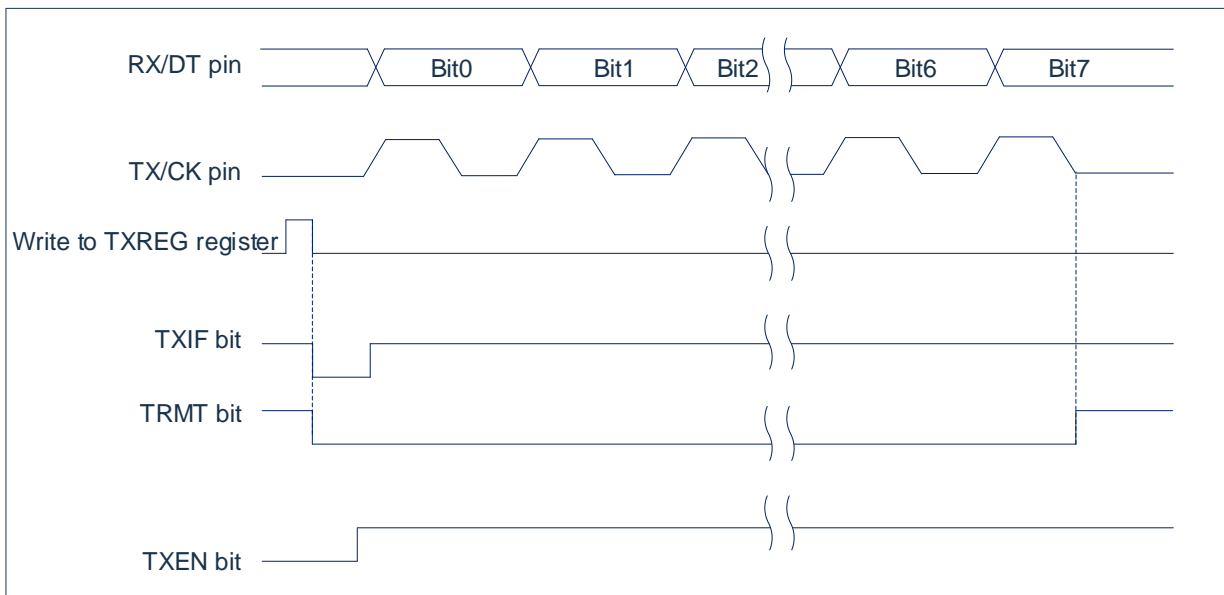 RX/DT pin Bit0 Bit1 Bit2 Bit6 Bit7
TX/CK pin
Write to TXREG register
TXIF bit
TRMT bit
TXEN bit